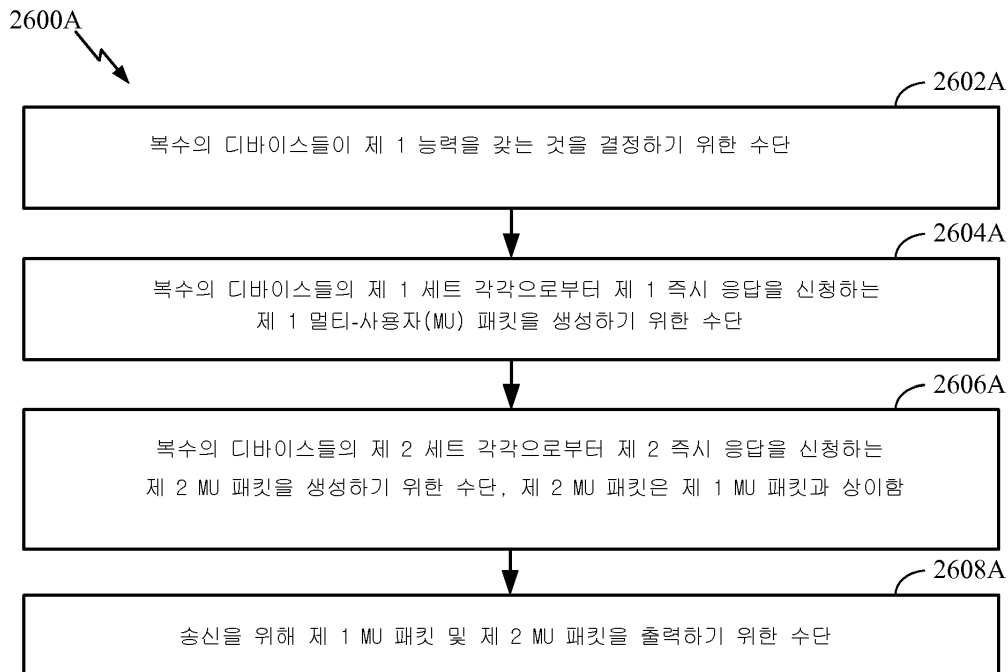 2600A
2602A
복수의 디바이스들이 제 1 능력을 갖는 것을 결정하기 위한 수단
2604A
복수의 디바이스들의 제 1 세트 각각으로부터 제 1 즉시 응답을 신청하는
제 1 멀티-사용자(MU) 패킷을 생성하기 위한 수단
2606A
복수의 디바이스들의 제 2 세트 각각으로부터 제 2 즉시 응답을 신청하는
제 2 MU 패킷을 생성하기 위한 수단, 제 2 MU 패킷은 제 1 MU 패킷과 상이함
2608A
송신을 위해 제 1 MU 패킷 및 제 2 MU 패킷을 출력하기 위한 수단